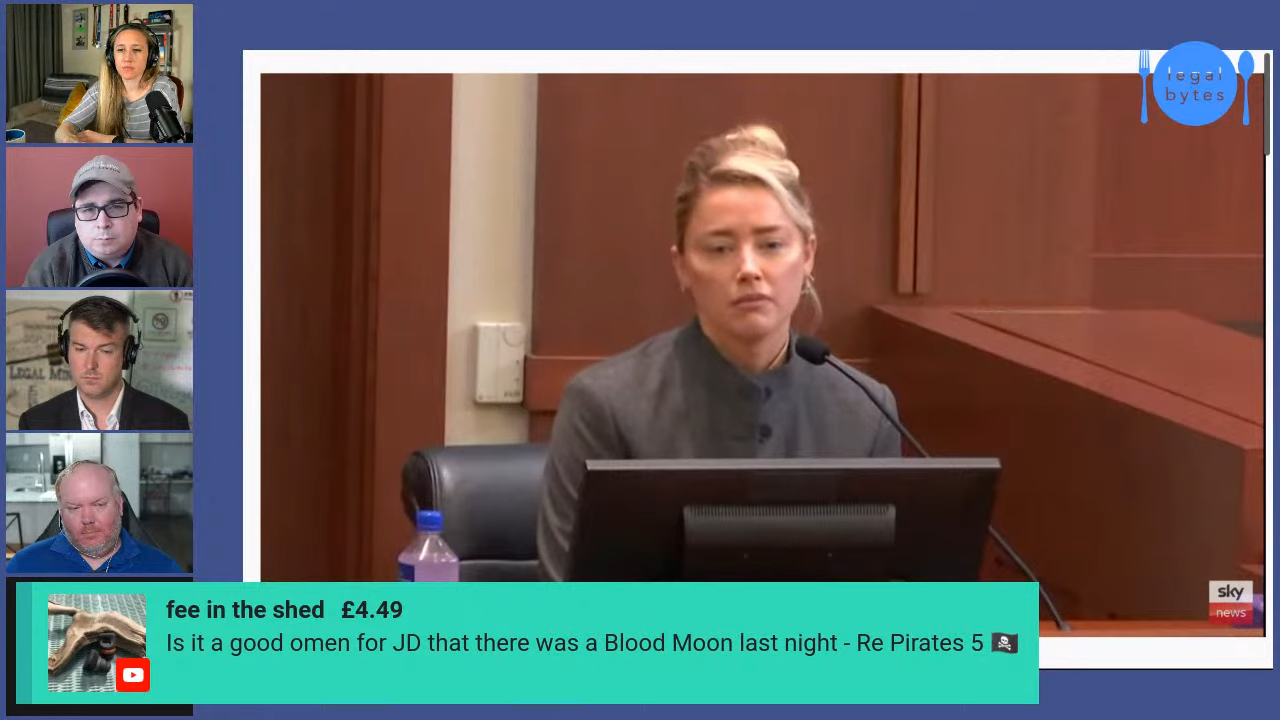 legal
bytes
LEGAL
sky
news
fee in the shed £4.49
Is it a good omen for JD that there was a Blood Moon last night - Re Pirates 5